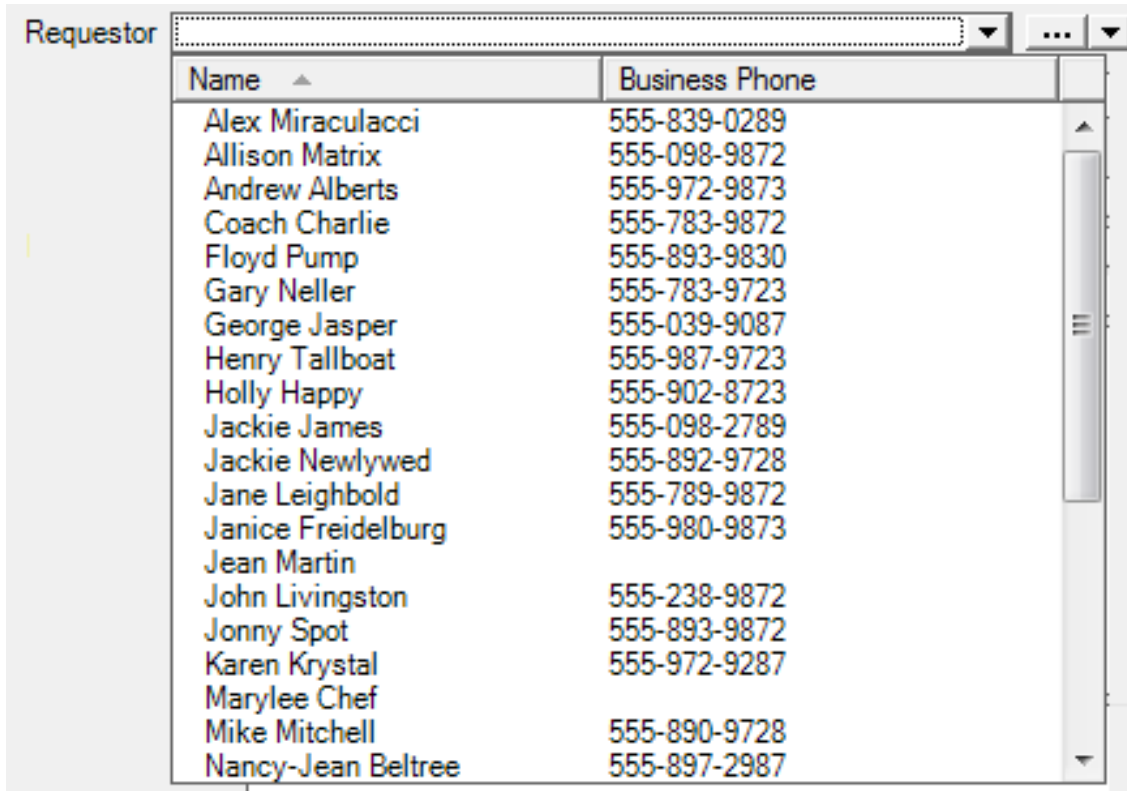 Requestor ...
Name Business Phone
Alex Miraculacci 555-839-0289
Allison Matrix 555-098-9872
Andrew Alberts 555-972-9873
Coach Charlie 555-783-9872
Floyd Pump 555-893-9830
Gary Neller 555-783-9723
George Jasper 555-039-9087
Henry Tallboat 555-987-9723
Holly Happy 555-902-8723
Jackie James 555-098-2789
Jackie Newlywed 555-892-9728
Jane Leighbold 555-789-9872
Janice Freidelburg 555-980-9873
Jean Martin
John Livingston 555-238-9872
Jonny Spot 555-893-9872
Karen Krystal 555-972-9287
Marylee Chef
Mike Mitchell 555-890-9728
Nancy-Jean Beltree 555-897-2987